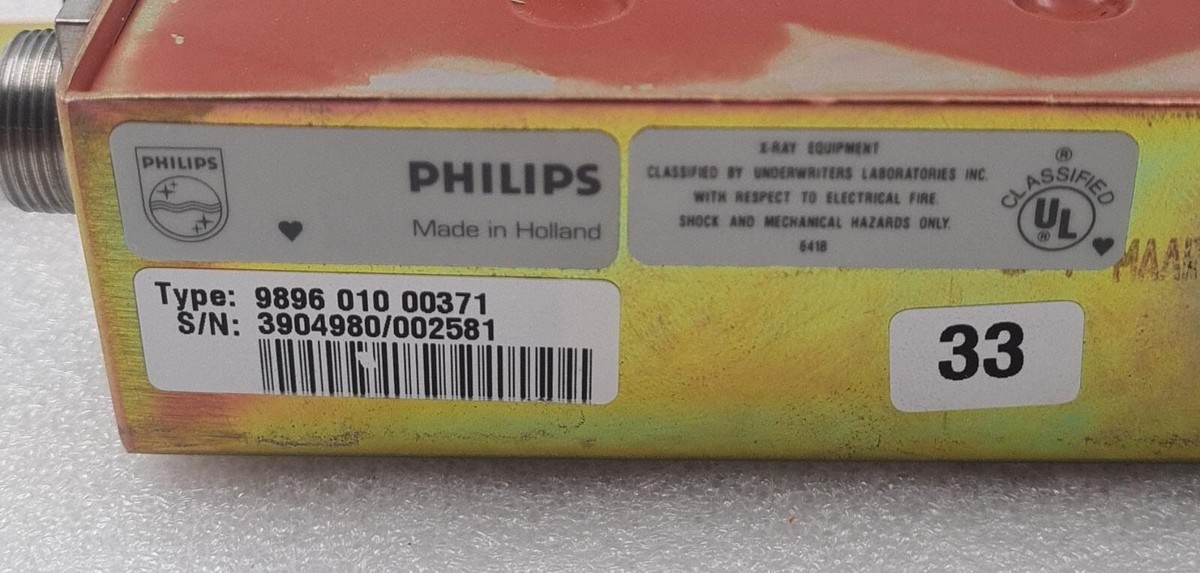 PHILIPS
PHILIPS
Made in Holland
X-RAY EQUIPMENT
CLASSIFIED BY UNDERWRITERS LABORATORIES INC.
WITH RESPECT TO ELECTRICAL FIRE.
SHOCK AND MECHANICAL HAZARDS ONLY.
641B
®
CLASSIFIED
UL
®
Type: 9896 010 00371
S/N: 3904980/002581
33